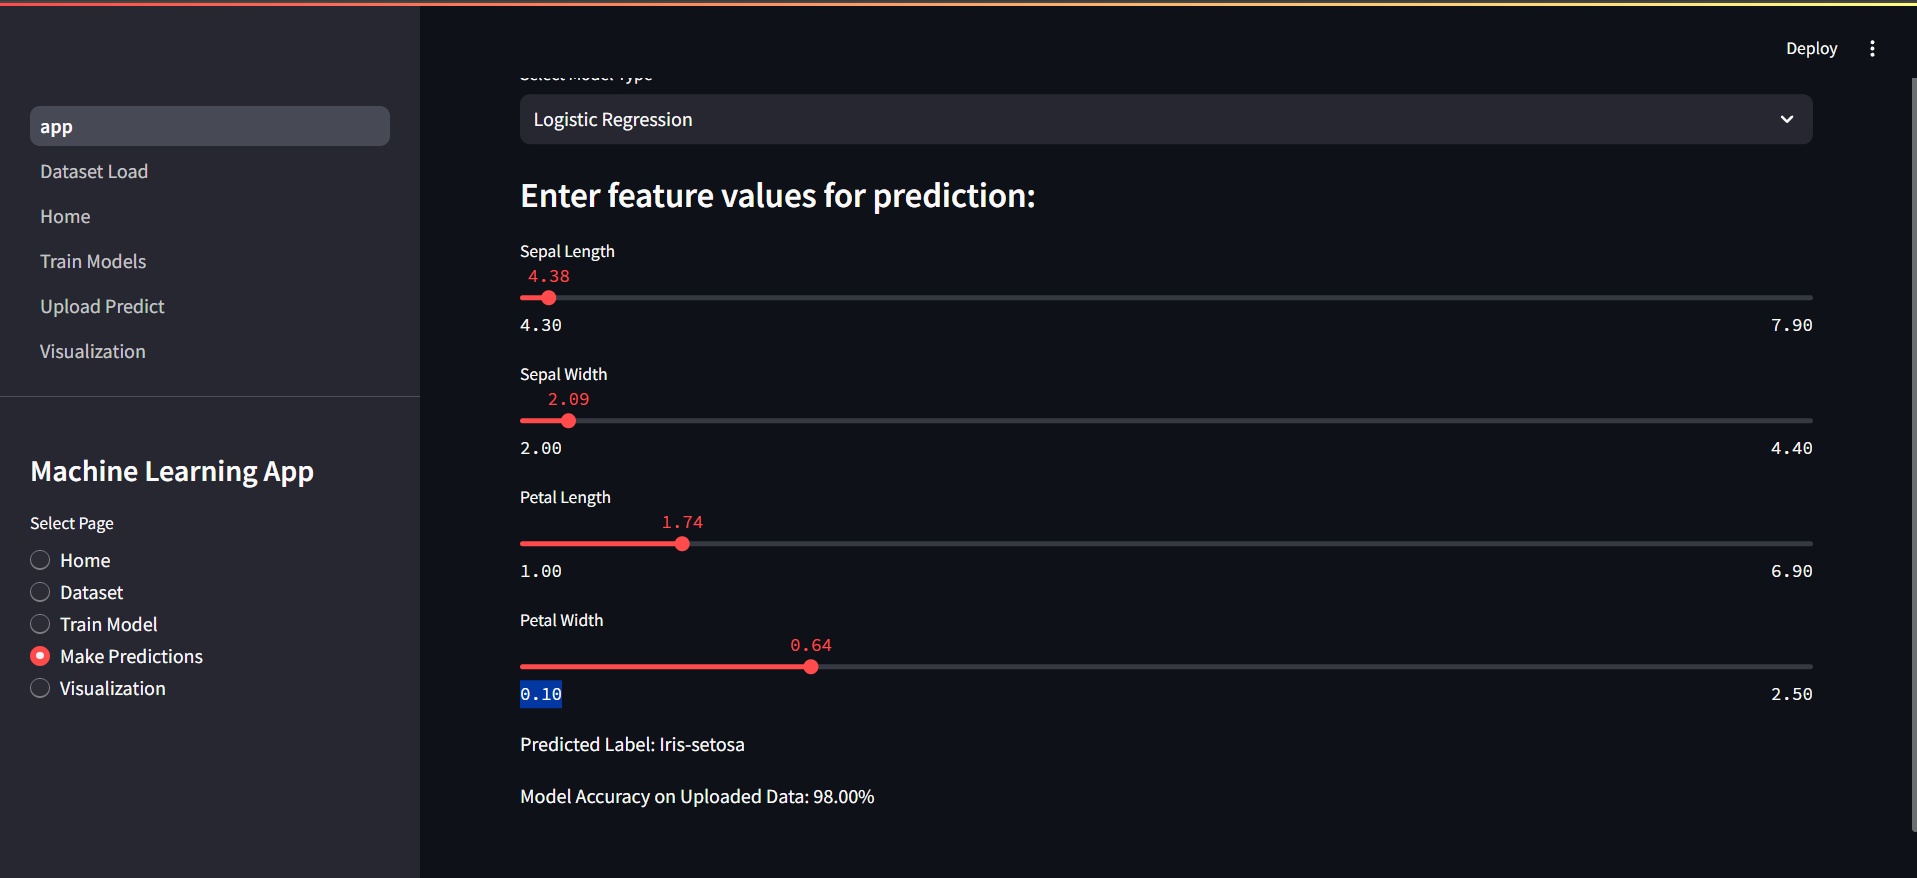 Deploy
app
Dataset Load
Home
Train Models
Upload Predict
Visualization
Machine Learning App
Select Page
Home
Dataset
Train Model
Make Predictions
Visualization
Select Model Type
Logistic Regression
Enter feature values for prediction:
Sepal Length
4.38
4.30 7.90
Sepal Width
2.09
2.00 4.40
Petal Length
1.74
1.00 6.90
Petal Width
0.64
0.10 2.50
Predicted Label: Iris-setosa
Model Accuracy on Uploaded Data: 98.00%